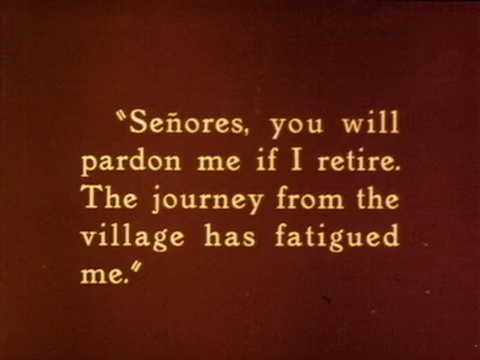 "Señores, you will
pardon me if I retire.
The journey from the
village has fatigued
me."